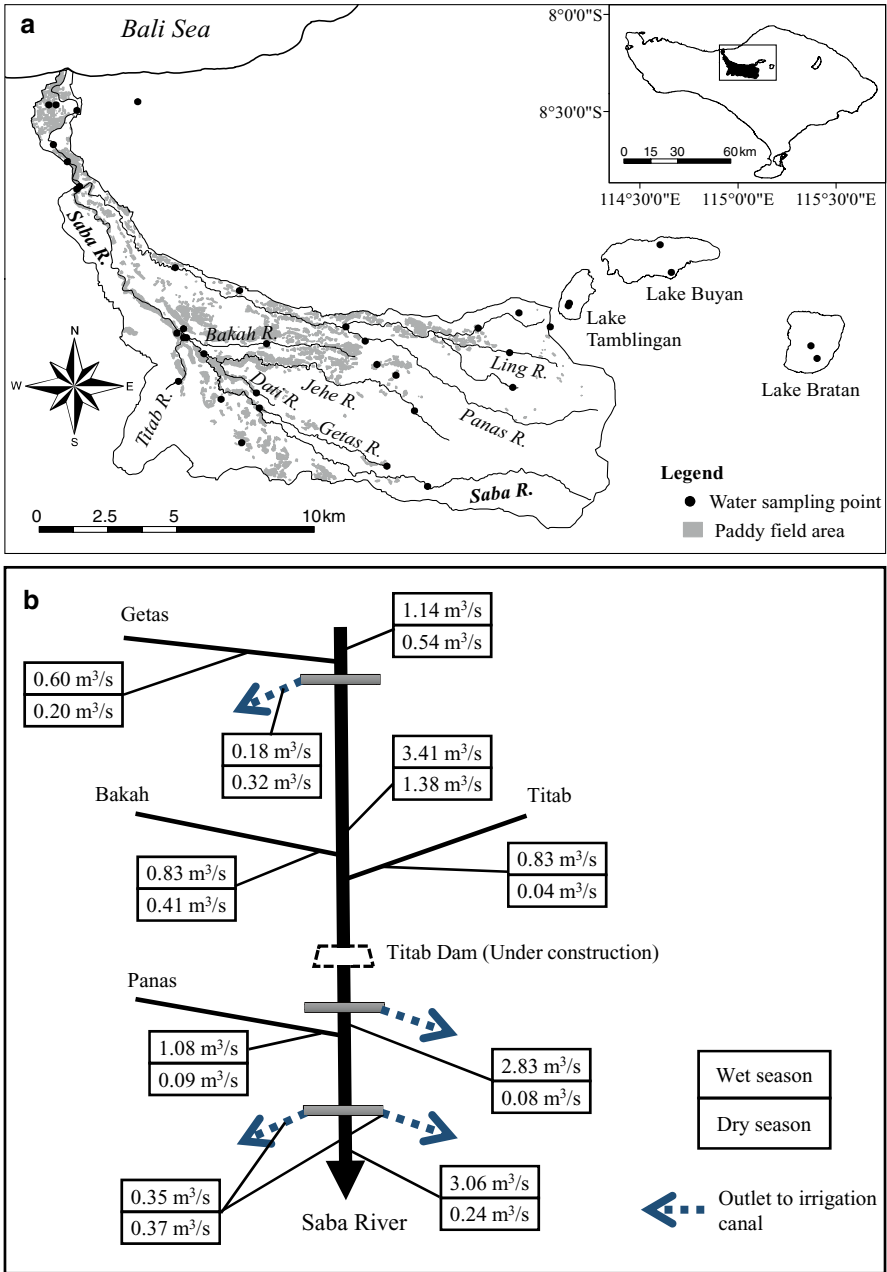 a
Bali Sea
8°0'0"S
8°30'0"S
0 15 30 60 km
114°30'0"E 115°0'0"E 115°30'0"E
Saba R.
Lake Buyan
Lake
Tamblingan
Lake Bratan
Bakah R.
Ling R.
Jehe R.
Dati R.
Panas R.
Getas R.
Titab R.
Saba R.
N
W E
S
Legend
Water sampling point
Paddy field area
0 2.5 5 10 km
b
Getas
1.14 m³/s
0.54 m³/s
0.60 m³/s
0.20 m³/s
0.18 m³/s
0.32 m³/s
3.41 m³/s
1.38 m³/s
Bakah
Titab
0.83 m³/s
0.41 m³/s
0.83 m³/s
0.04 m³/s
Titab Dam (Under construction)
Panas
1.08 m³/s
0.09 m³/s
2.83 m³/s
0.08 m³/s
Wet season
Dry season
0.35 m³/s
0.37 m³/s
3.06 m³/s
0.24 m³/s
Saba River
Outlet to irrigation
canal